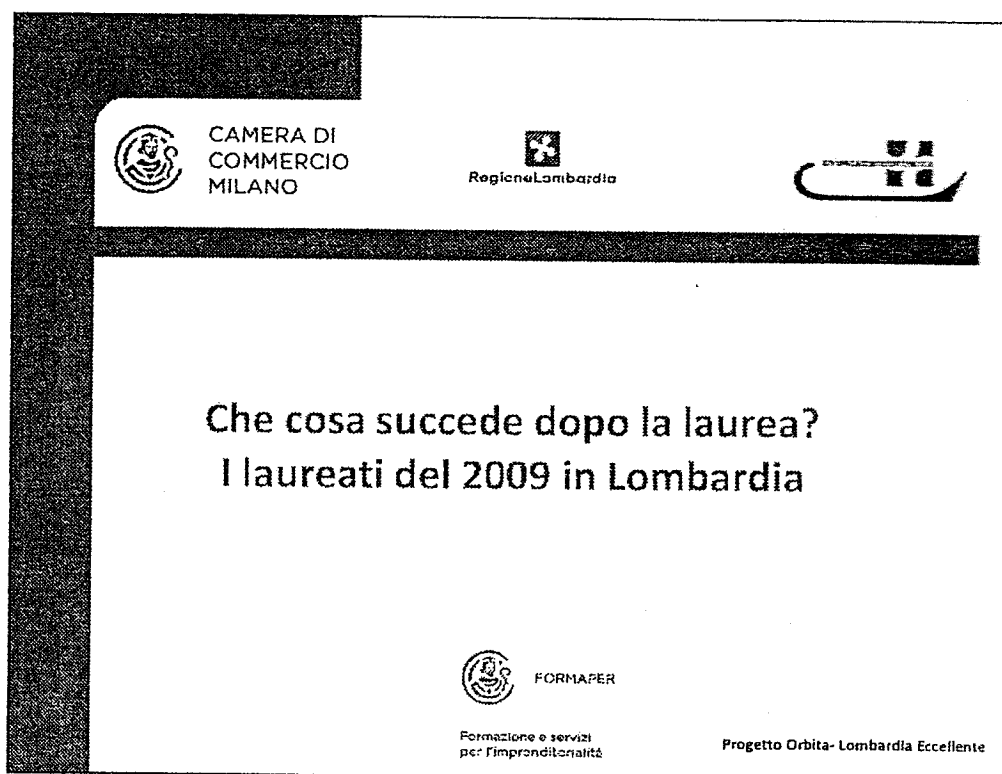 CAMERA DI
COMMERCIO
MILANO
RegioneLombardia
Che cosa succede dopo la laurea?
I laureati del 2009 in Lombardia
FORMAPER
Formazione e servizi
per l'imprenditorialità
Progetto Orbita- Lombardia Eccellente